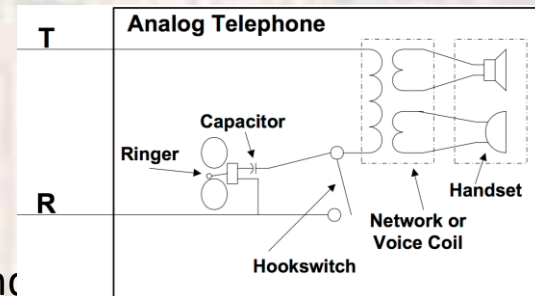 Analog Telephone
T
Capacitor
Ringer
Handset
R
Network or
Voice Coil
Hookswitch